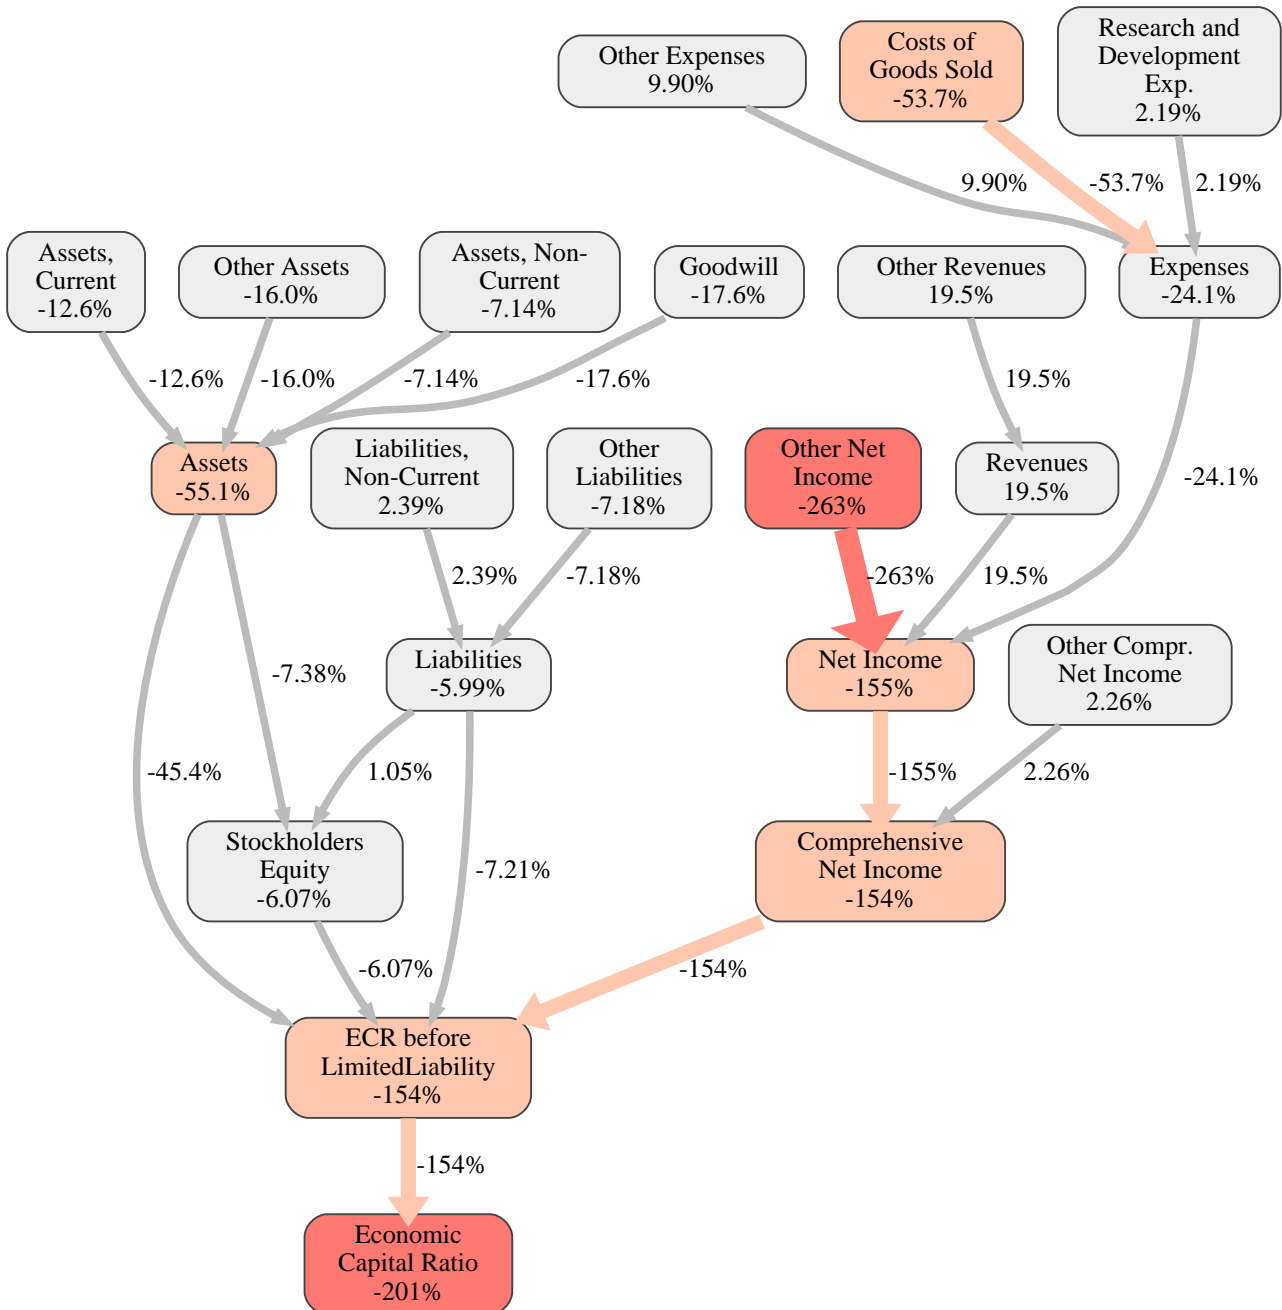 Other Expenses
9.90%
Costs of
Goods Sold
-53.7%
Research and
Development
Exp.
2.19%
9.90%
-53.7%
2.19%
Assets,
Current
-12.6%
Other Assets
-16.0%
Assets, Non-
Current
-7.14%
Goodwill
-17.6%
Other Revenues
19.5%
Expenses
-24.1%
-12.6%
-16.0%
-7.14%
-17.6%
19.5%
-24.1%
Assets
-55.1%
Liabilities,
Non-Current
2.39%
Other
Liabilities
-7.18%
Other Net
Income
-263%
Revenues
19.5%
2.39%
-7.18%
-263%
19.5%
-7.38%
Liabilities
-5.99%
Net Income
-155%
Other Compr.
Net Income
2.26%
-45.4%
1.05%
-7.21%
-155%
2.26%
Stockholders
Equity
-6.07%
Comprehensive
Net Income
-154%
-6.07%
-154%
ECR before
LimitedLiability
-154%
-154%
Economic
Capital Ratio
-201%